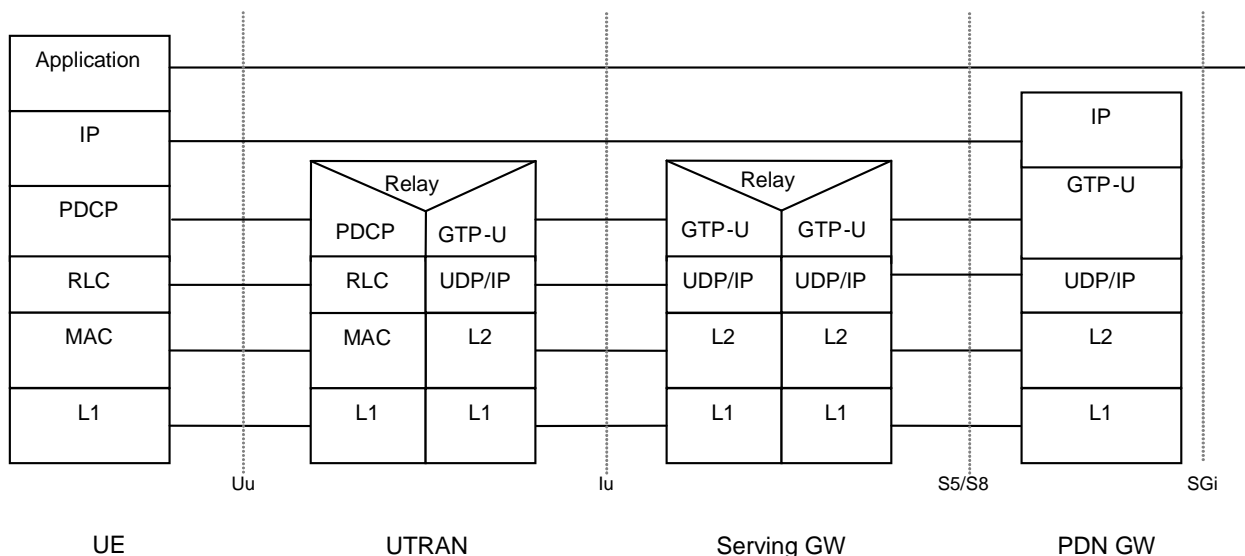 Application
IP
IP
Relay
Relay
GTP-U
PDCP
PDCP
GTP-U
GTP-U
GTP-U
RLC
RLC
UDP/IP
UDP/IP
UDP/IP
UDP/IP
MAC
MAC
L2
L2
L2
L2
L1
L1
L1
L1
L1
L1
Uu
Iu
S5/S8
SGi
UE
UTRAN
Serving GW
PDN GW